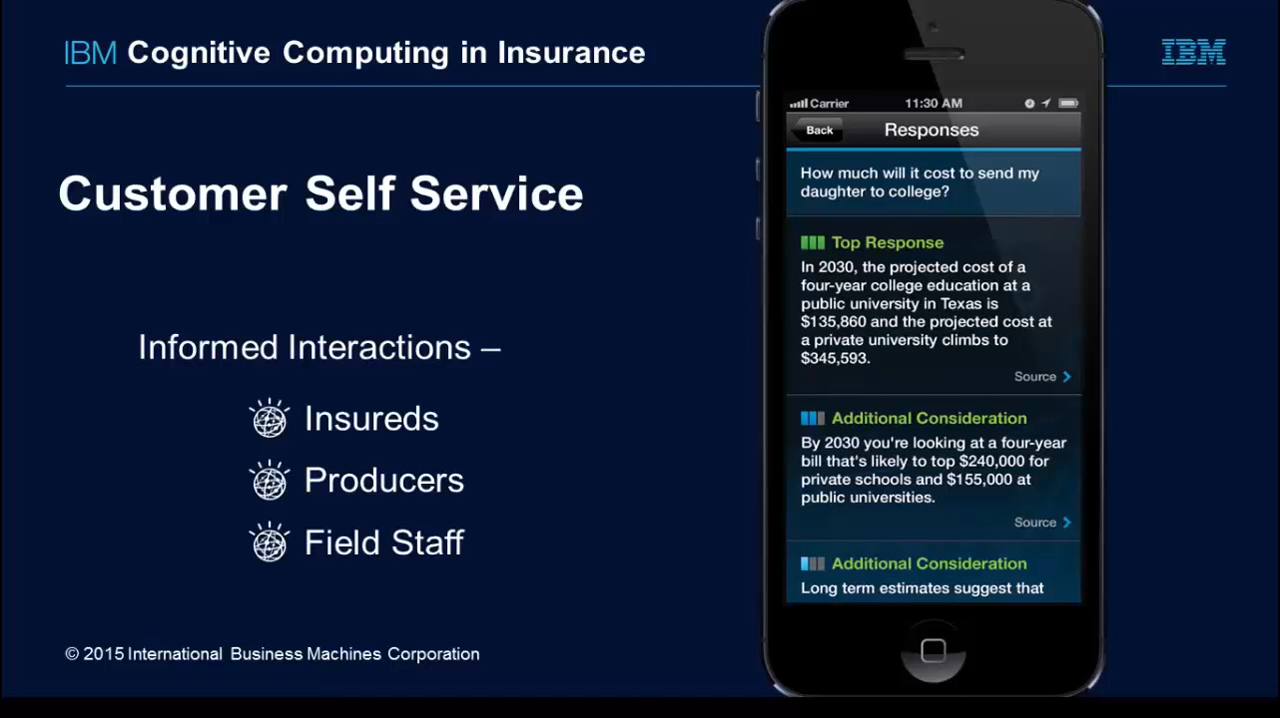 IBM Cognitive Computing in Insurance
IBM
Customer Self Service
Informed Interactions –
Insureds
Producers
Field Staff
© 2015 International Business Machines Corporation
Carrier 11:30 AM
Back Responses
How much will it cost to send my
daughter to college?
Top Response
In 2030, the projected cost of a
four-year college education at a
public university in Texas is
$135,860 and the projected cost at
a private university climbs to
$345,593.
Source
Additional Consideration
By 2030 you're looking at a four-year
bill that's likely to top $240,000 for
private schools and $155,000 at
public universities.
Source
Additional Consideration
Long term estimates suggest that